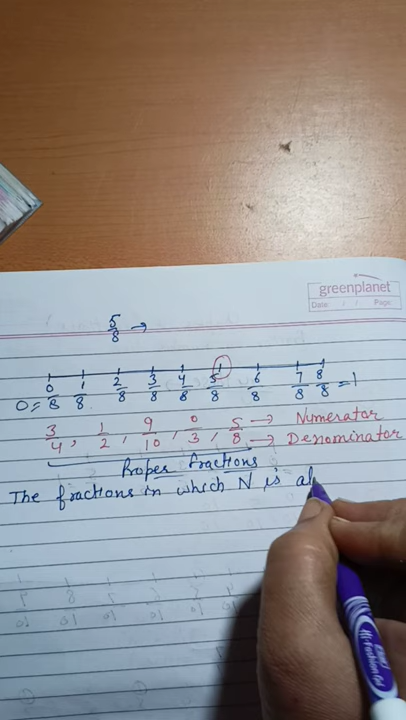 greenplanet
Date: / / Page:
5/8 →
0/8 1/8 2/8 3/8 4/8 5/8 6/8 7/8 8/8 = 1
0 =
3/4, 1/2, 9/10, 0/3, 5/8 → Numerator
→ Denominator
Proper fractions
The fractions in which N is al